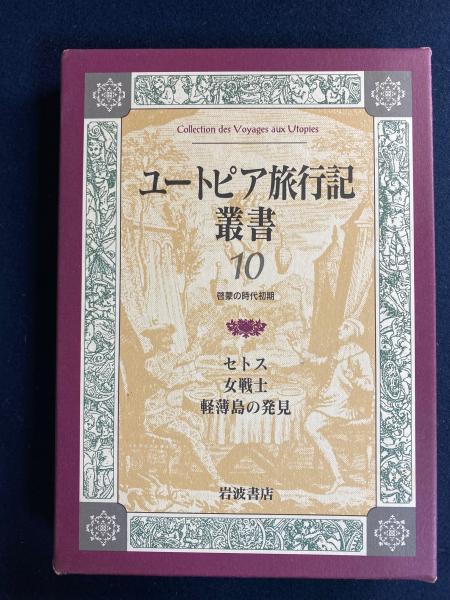 Collection des Voyages aux Utopies
ユートピア旅行記
叢書
10
啓蒙の時代初期
セトス
女戦士
軽薄島の発見
岩波書店